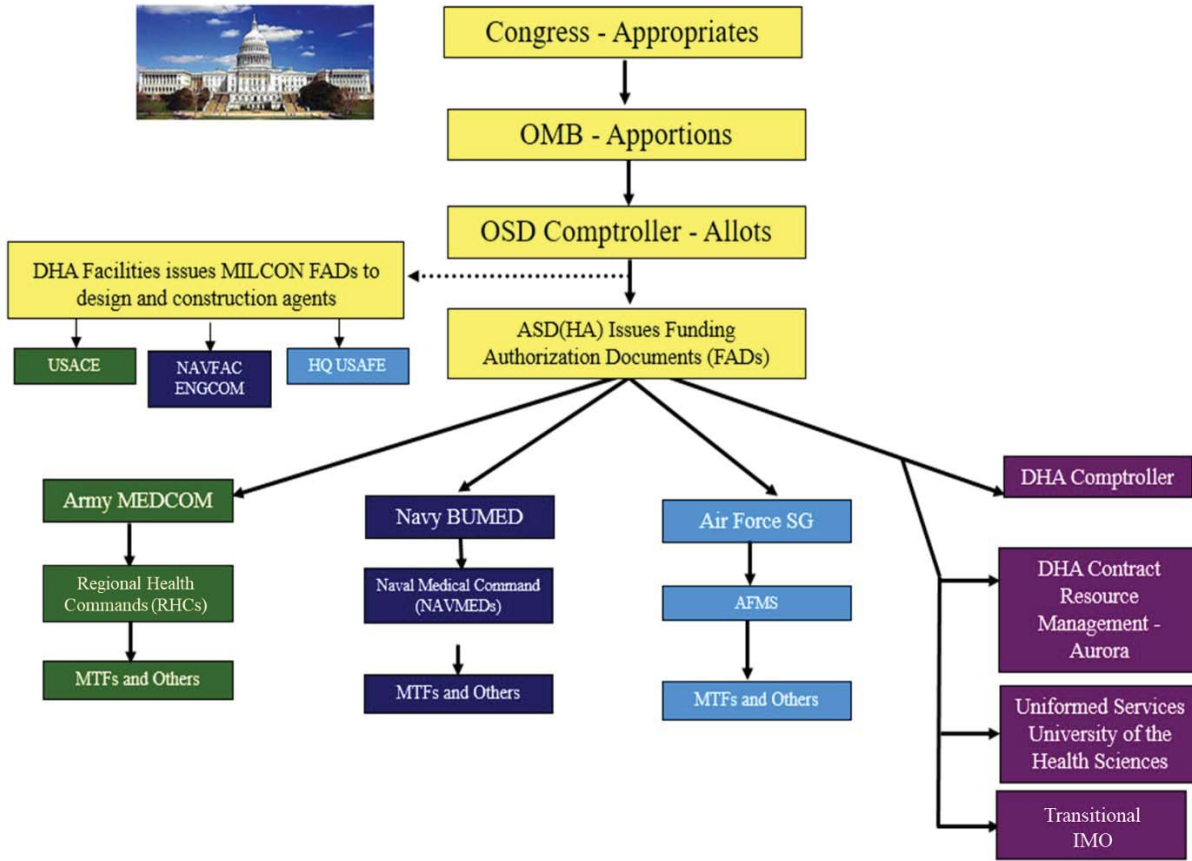 Congress - Appropriates
OMB - Apportions
OSD Comptroller - Allots
DHA Facilities issues MILCON FADs to
design and construction agents
USACE
NAVFAC
ENGCOM
HQ USAFE
ASD(HA) Issues Funding
Authorization Documents (FADs)
Army MEDCOM
Regional Health
Commands (RHCs)
MTFs and Others
Navy BUMED
Naval Medical Command
(NAVMEDs)
MTFs and Others
Air Force SG
AFMS
MTFs and Others
DHA Comptroller
DHA Contract
Resource
Management -
Aurora
Uniformed Services
University of the
Health Sciences
Transitional
IMO